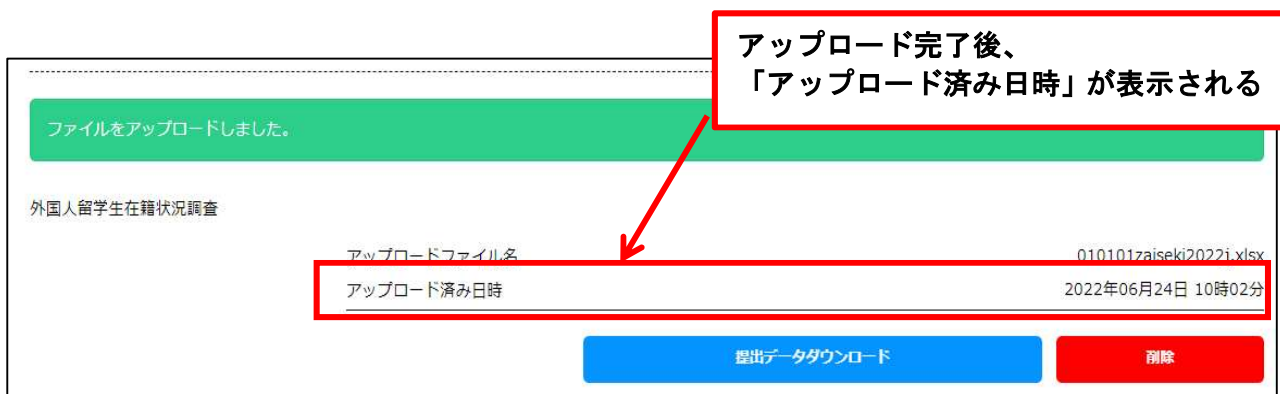 アップロード完了後、
「アップロード済み日時」が表示される
ファイルをアップロードしました。
外国人留学生在籍状況調査
アップロードファイル名 010101zaiseki2022j.xlsx
アップロード済み日時 2022年06月24日 10時02分
提出データダウンロード 削除